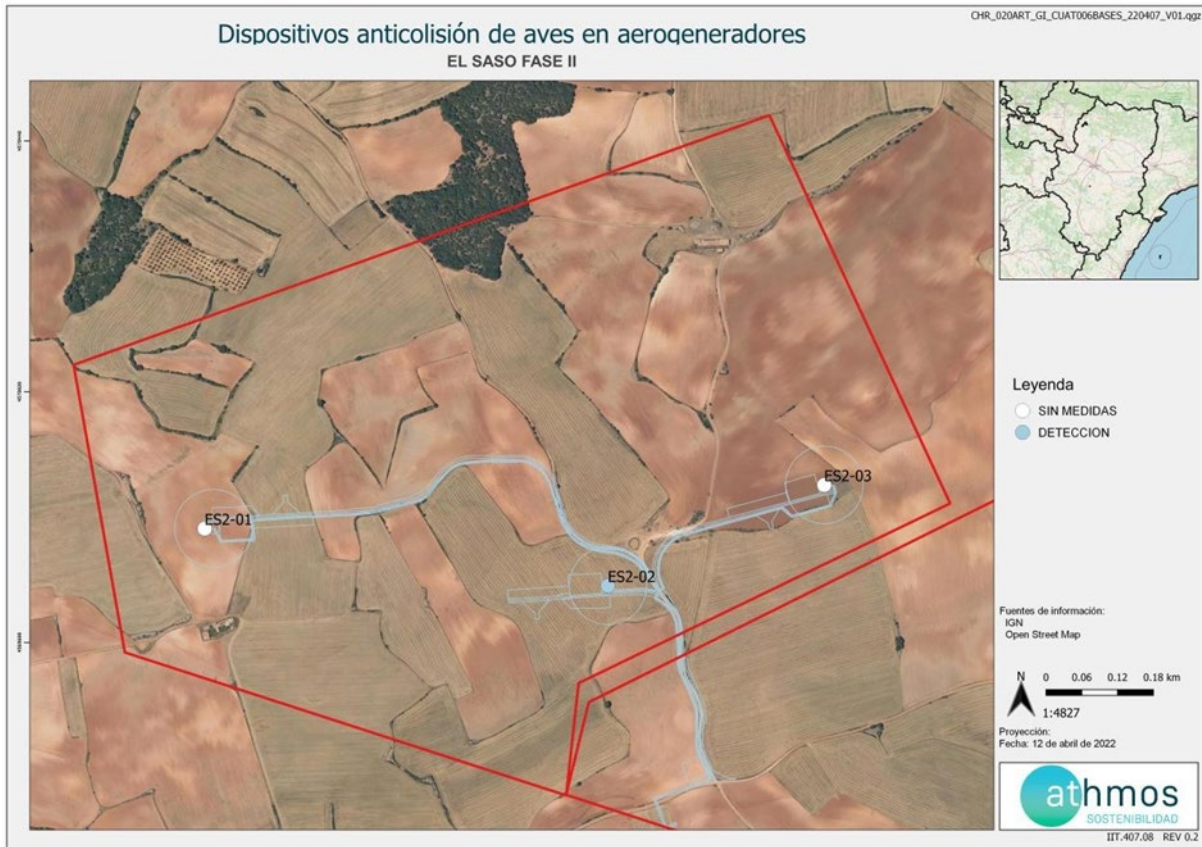 CHR_020ART_GI_CUAT006BASES_220407_V01.qgz
Dispositivos anticolisión de aves en aerogeneradores
EL SASO FASE II
ES2-01
ES2-02
ES2-03
Leyenda
SIN MEDIDAS
DETECCION
Fuentes de información:
IGN
Open Street Map
N
0 0.06 0.12 0.18 km
1:4827
Proyección:
Fecha: 12 de abril de 2022
athmos
SOSTENIBILIDAD
IIT.407.08 REV 0.2